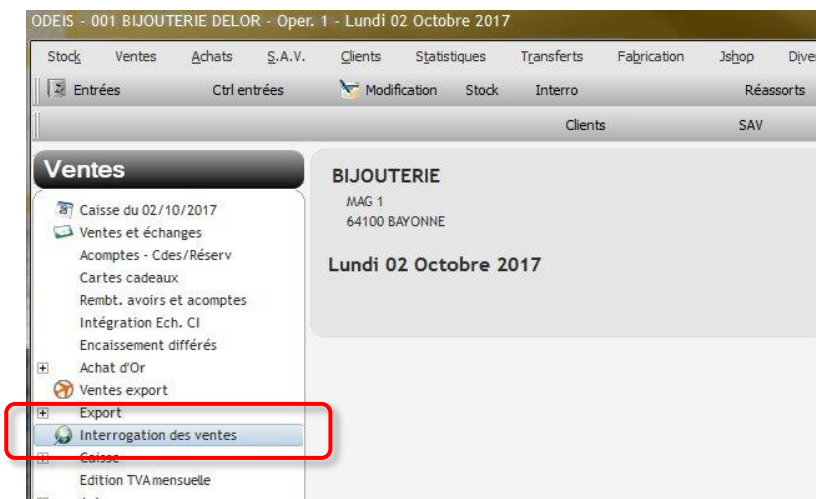 ODEIS - 001 BIJOUTERIE DELOR - Oper. 1 - Lundi 02 Octobre 2017
Stock Ventes Achats S.A.V. Clients Statistiques Transferts Fabrication Jshop
Entrées Ctrl entrées Modification Stock Interro Réassorts
Clients SAV
Ventes
Caisse du 02/10/2017
Ventes et échanges
Acomptes - Cdes/Réserv
Cartes cadeaux
Rembt. avoirs et acomptes
Intégration Ech. CI
Encaissement différés
Achat d'Or
Ventes export
Export
Interrogation des ventes
Caisse
Edition TVA mensuelle
BIJOUTERIE
MAG 1
64100 BAYONNE
Lundi 02 Octobre 2017